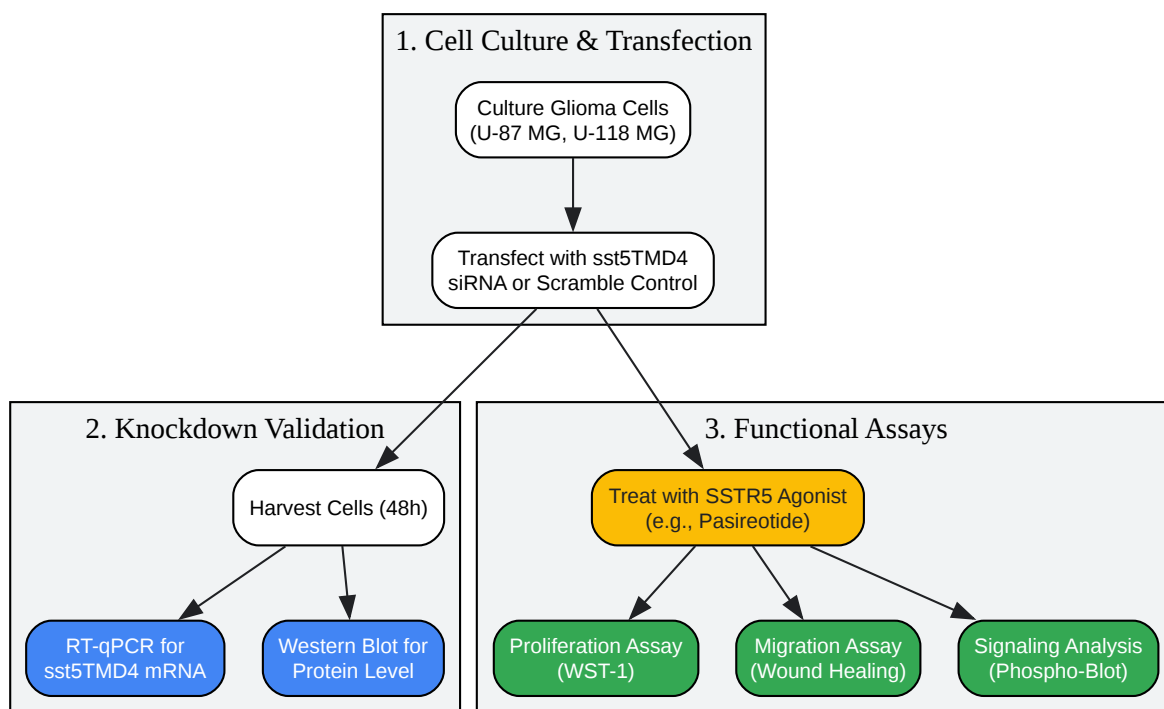 1. Cell Culture & Transfection
Culture Glioma Cells
(U-87 MG, U-118 MG)
Transfect with sst5TMD4
siRNA or Scramble Control
2. Knockdown Validation
Harvest Cells (48h)
RT-qPCR for
sst5TMD4 mRNA
Western Blot for
Protein Level
3. Functional Assays
Treat with SSTR5 Agonist
(e.g., Pasireotide)
Proliferation Assay
(WST-1)
Migration Assay
(Wound Healing)
Signaling Analysis
(Phospho-Blot)